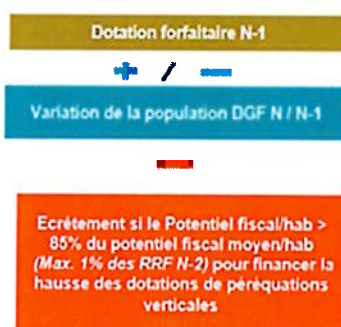 Dotation forfaitaire N-1
+ / -
Variation de la population DGF N / N-1
-
Ecrêtement si le Potentiel fiscal/hab >
85% du potentiel fiscal moyen/hab
(Max. 1% des RRF N-2) pour financer la
hausse des dotations de péréquations
verticales